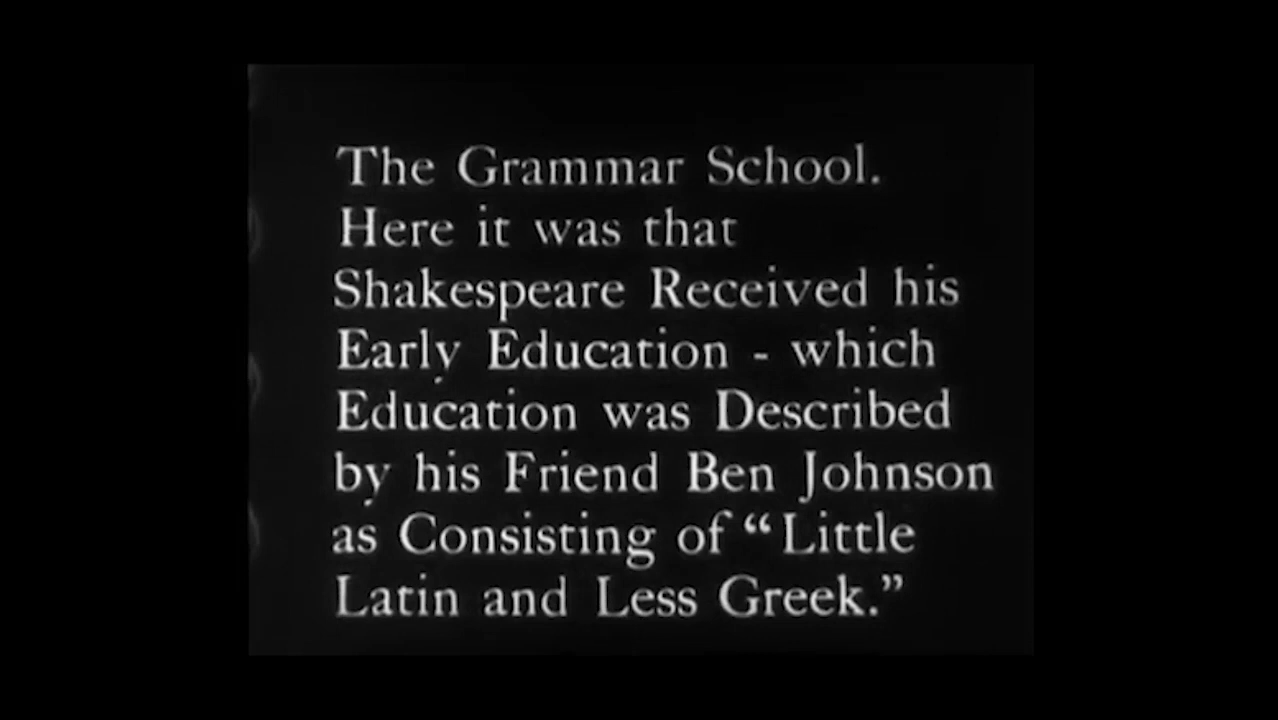 The Grammar School.
Here it was that
Shakespeare Received his
Early Education - which
Education was Described
by his Friend Ben Johnson
as Consisting of “Little
Latin and Less Greek.”